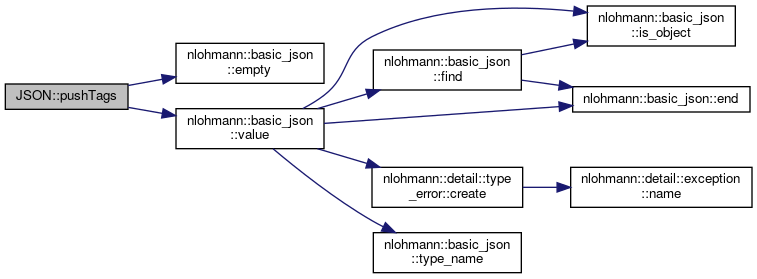 JSON::pushTags
nlohmann::basic_json
::empty
nlohmann::basic_json
::value
nlohmann::basic_json
::find
nlohmann::detail::type
_error::create
nlohmann::basic_json
::type_name
nlohmann::basic_json
::is_object
nlohmann::basic_json::end
nlohmann::detail::exception
::name